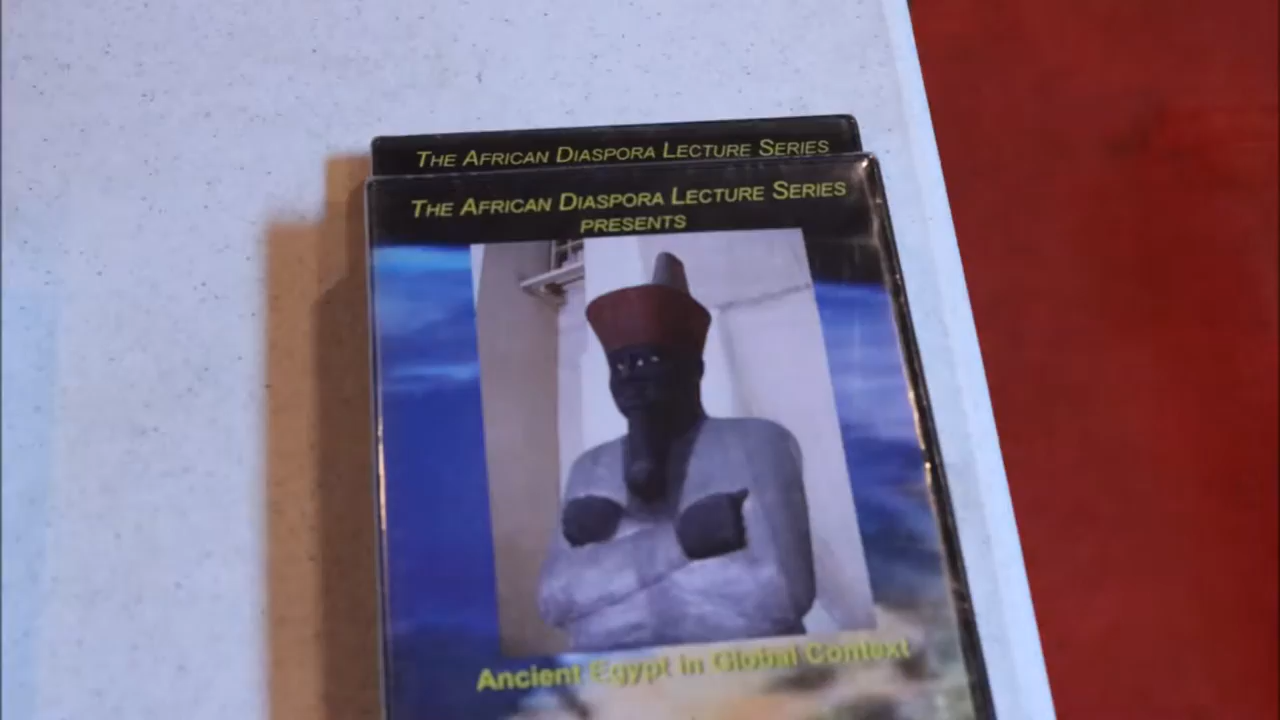 THE AFRICAN DIASPORA LECTURE SERIES
THE AFRICAN DIASPORA LECTURE SERIES
PRESENTS
Ancient Egypt in Global Context